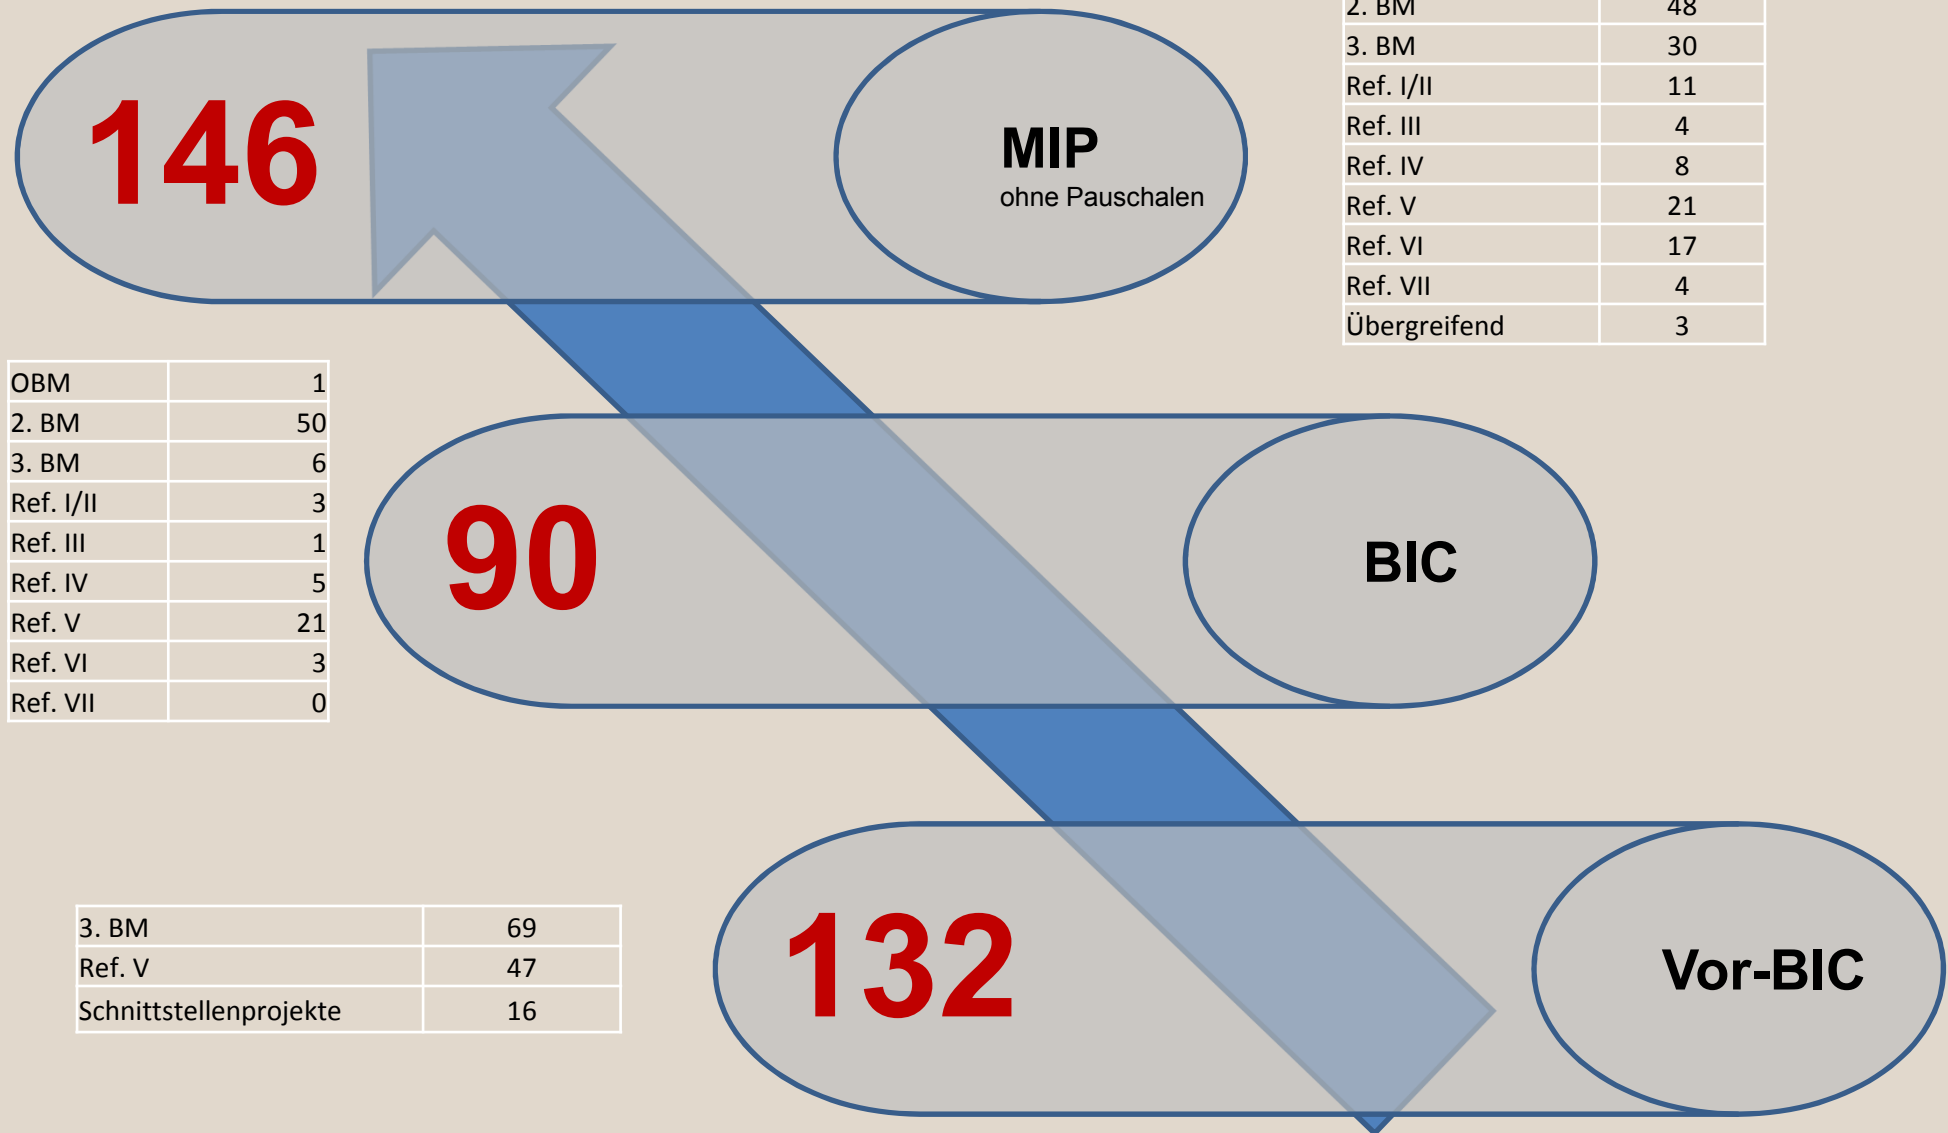 2. BM 48
3. BM 30
Ref. I/II 11
Ref. III 4
Ref. IV 8
Ref. V 21
Ref. VI 17
Ref. VII 4
Übergreifend 3
146
MIP
ohne Pauschalen
OBM 1
2. BM 50
3. BM 6
Ref. I/II 3
Ref. III 1
Ref. IV 5
Ref. V 21
Ref. VI 3
Ref. VII 0
90
BIC
3. BM 69
Ref. V 47
Schnittstellenprojekte 16
132
Vor-BIC